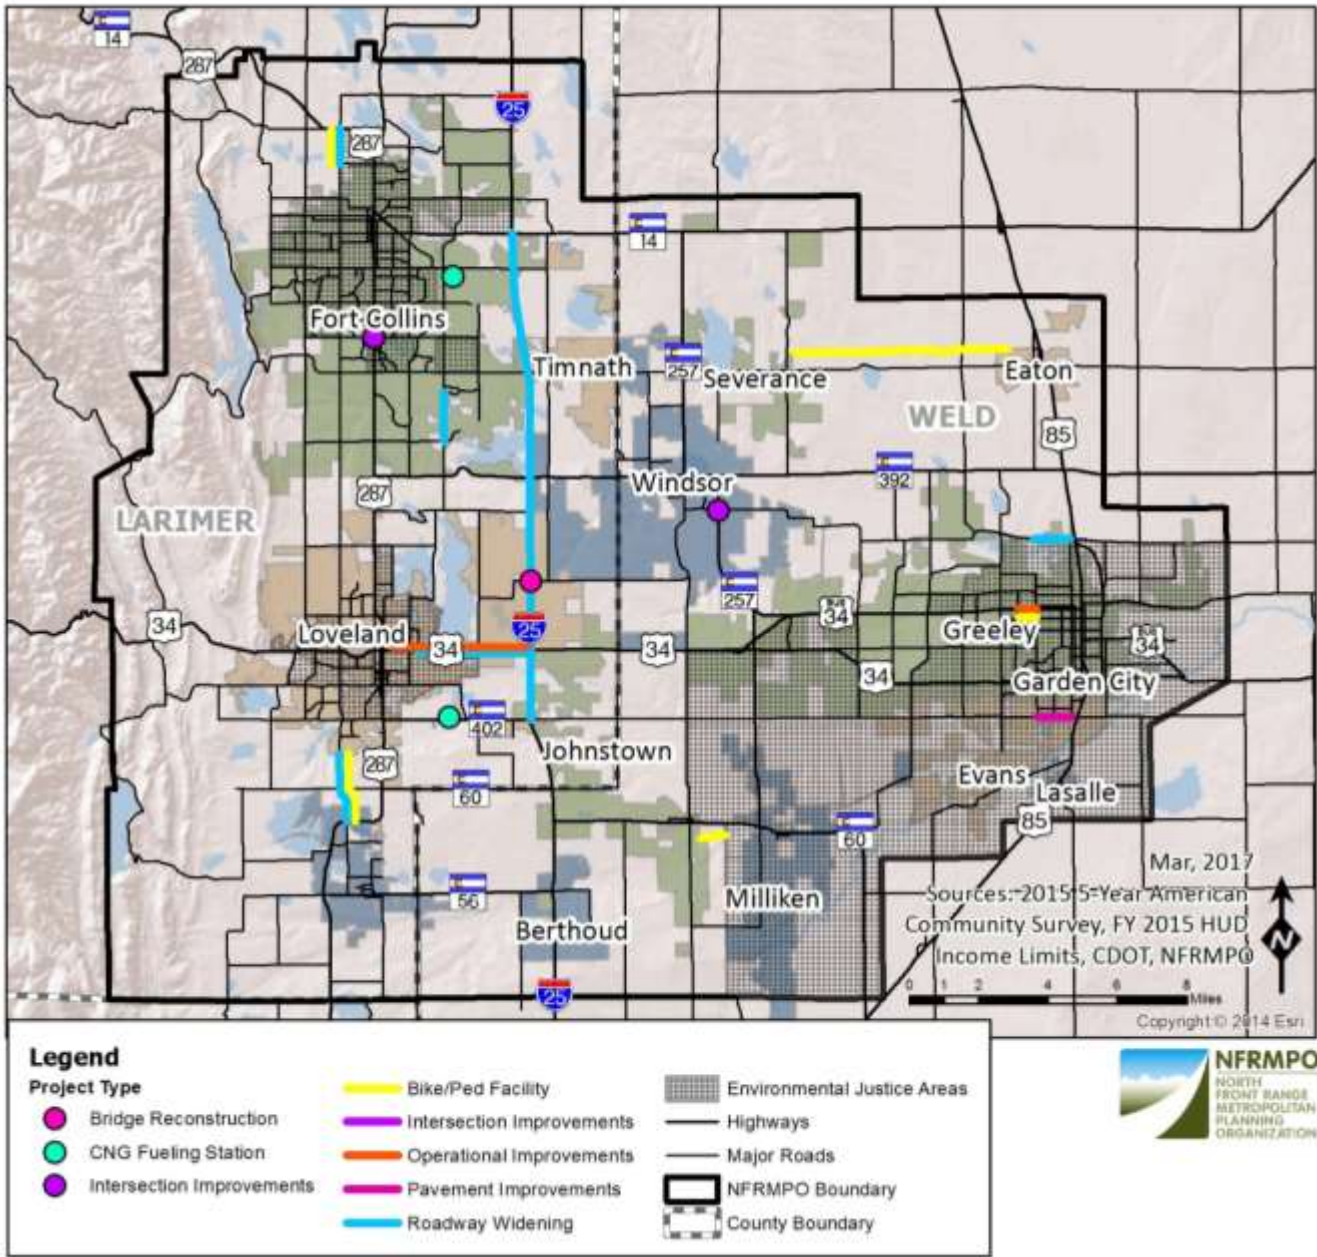 14
287
25
287
14
Fort Collins
Timnath
257
Severance
Eaton
WELD
85
392
287
Windsor
LARIMER
257
34
34
Loveland
25
34
34
Greeley
34
34
Garden City
402
Johnstown
287
60
Evans
Lasalle
85
60
Mar, 2017
56
Milliken
Sources: 2015 5-Year American
Community Survey, FY 2015 HUD
Income Limits, CDOT, NFRMPO
Berthoud
N
25
0 1 2 4 6 8
Miles
Copyright:© 2014 Esri
Legend
Project Type
Bridge Reconstruction
CNG Fueling Station
Intersection Improvements
Bike/Ped Facility
Intersection Improvements
Operational Improvements
Pavement Improvements
Roadway Widening
Environmental Justice Areas
Highways
Major Roads
NFRMPO Boundary
County Boundary
NFRMPO
NORTH
FRONT RANGE
METROPOLITAN
PLANNING
ORGANIZATION